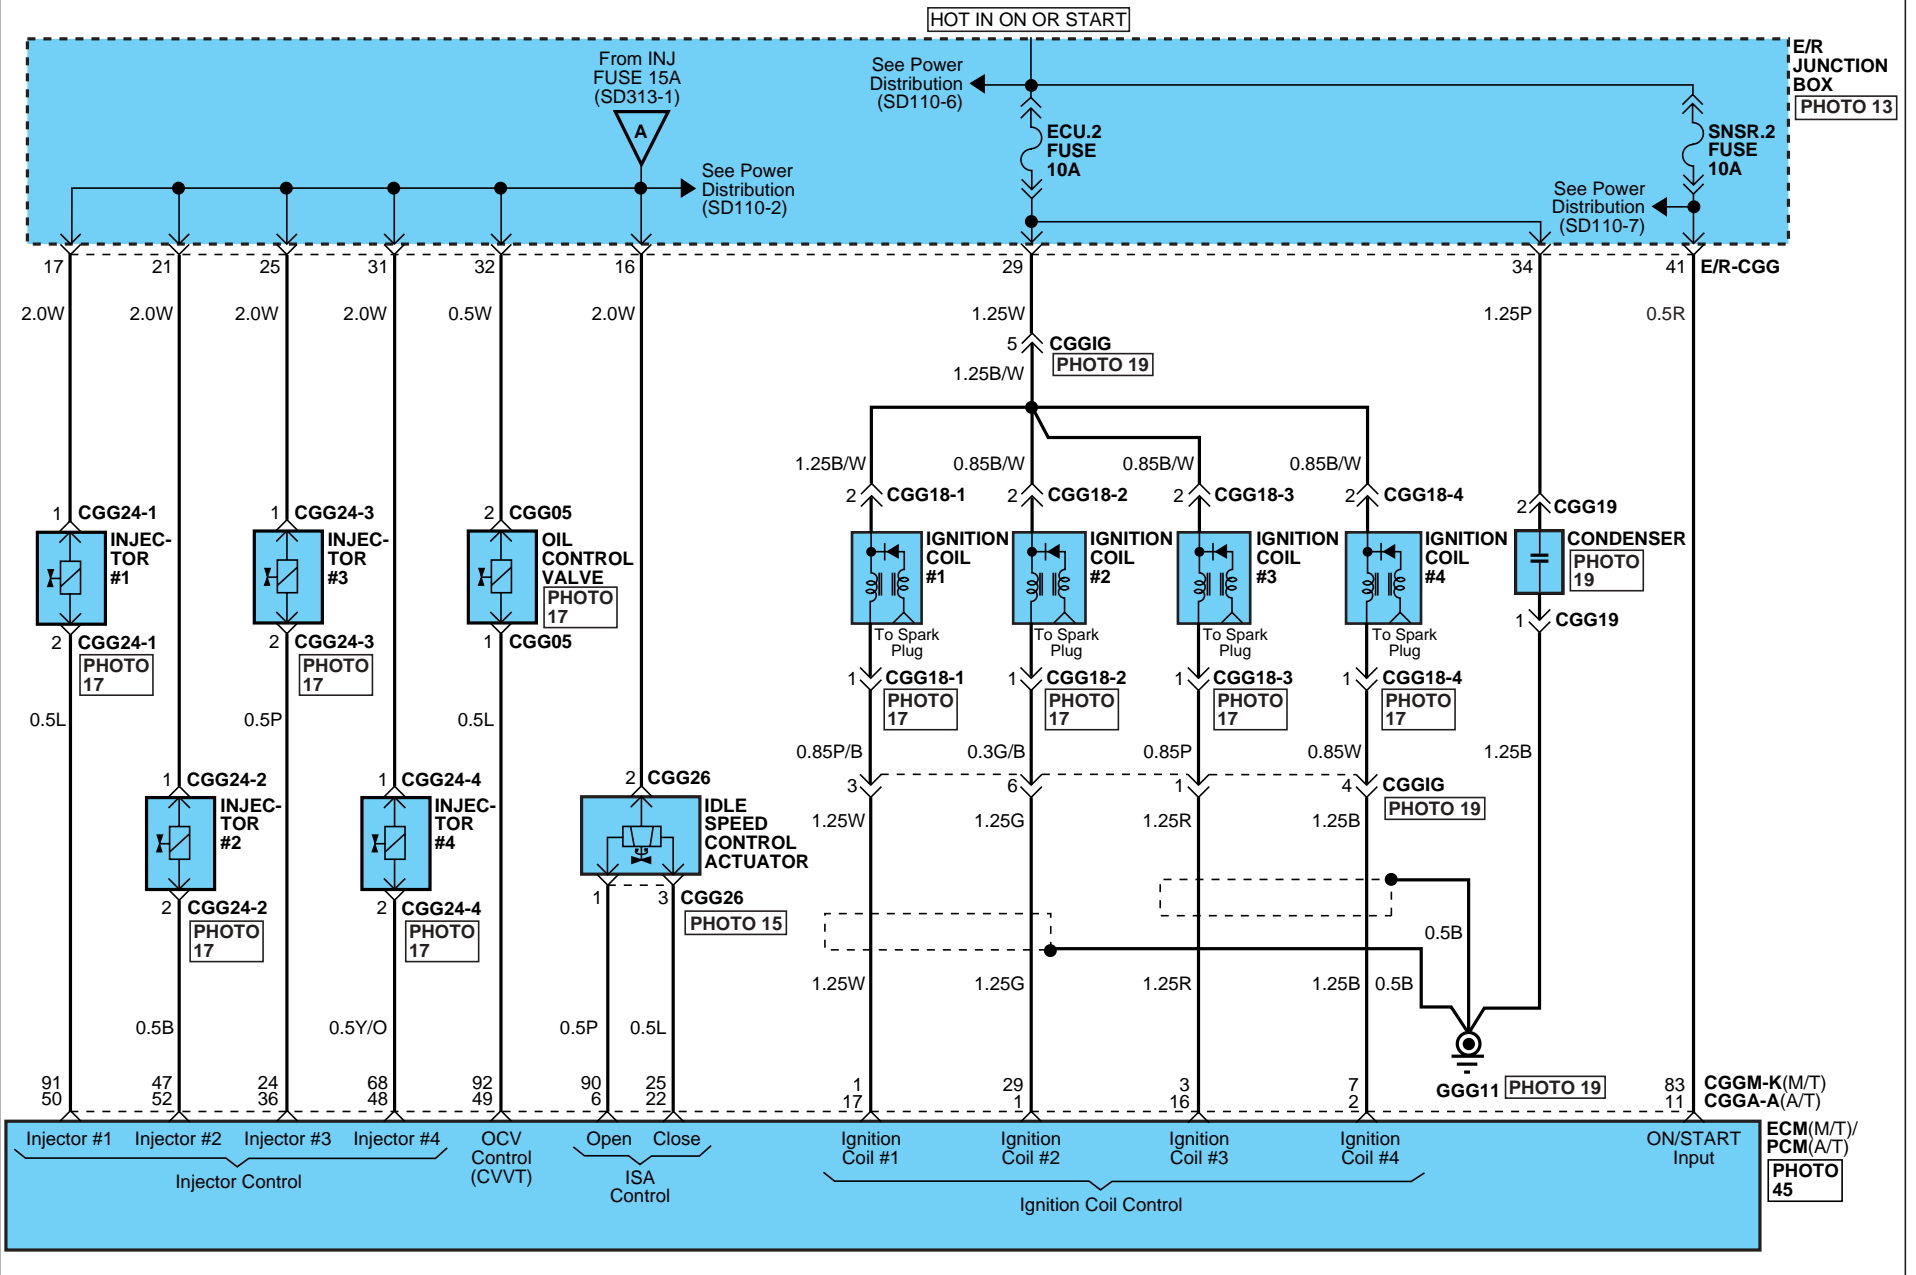 HOT IN ON OR START
E/R
JUNCTION
BOX
PHOTO 13
From INJ
FUSE 15A
(SD313-1)
A
See Power
Distribution
(SD110-2)
See Power
Distribution
(SD110-6)
ECU.2
FUSE
10A
SNSR.2
FUSE
10A
See Power
Distribution
(SD110-7)
17 21 25 31 32 16 29 34 41 E/R-CGG
2.0W 2.0W 2.0W 2.0W 0.5W 2.0W 1.25W 1.25P 0.5R
5 CGGIG
PHOTO 19
1.25B/W
1.25B/W 0.85B/W 0.85B/W 0.85B/W
2 CGG18-1 2 CGG18-2 2 CGG18-3 2 CGG18-4
2 CGG19
1 CGG24-1 1 CGG24-3 2 CGG05
INJEC-
TOR
#1
INJEC-
TOR
#3
OIL
CONTROL
VALVE
PHOTO
17
IGNITION
COIL
#1
IGNITION
COIL
#2
IGNITION
COIL
#3
IGNITION
COIL
#4
CONDENSER
PHOTO
19
1 CGG19
2 CGG24-1
PHOTO
17
2 CGG24-3
PHOTO
17
1 CGG05
To Spark
Plug
To Spark
Plug
To Spark
Plug
To Spark
Plug
1 CGG18-1
PHOTO
17
1 CGG18-2
PHOTO
17
1 CGG18-3
PHOTO
17
1 CGG18-4
PHOTO
17
0.5L 0.5P 0.5L
0.85P/B 0.3G/B 0.85P 0.85W 1.25B
1 CGG24-2 1 CGG24-4 2 CGG26
3 6 1 4 CGGIG
PHOTO 19
INJEC-
TOR
#2
INJEC-
TOR
#4
IDLE
SPEED
CONTROL
ACTUATOR
1.25W 1.25G 1.25R 1.25B
2 CGG24-2
PHOTO
17
2 CGG24-4
PHOTO
17
1 3 CGG26
PHOTO 15
0.5B
1.25W 1.25G 1.25R 1.25B 0.5B
0.5B 0.5Y/O 0.5P 0.5L
GGG11 PHOTO 19
91 47 24 68 92 90 25 1 29 3 7 83 CGGM-K(M/T)
50 52 36 48 49 6 22 17 1 16 2 11 CGGA-A(A/T)
Injector #1 Injector #2 Injector #3 Injector #4
Injector Control
OCV
Control
(CVVT)
Open Close
ISA
Control
Ignition
Coil #1
Ignition
Coil #2
Ignition
Coil #3
Ignition
Coil #4
Ignition Coil Control
ON/START
Input
ECM(M/T)/
PCM(A/T)
PHOTO
45